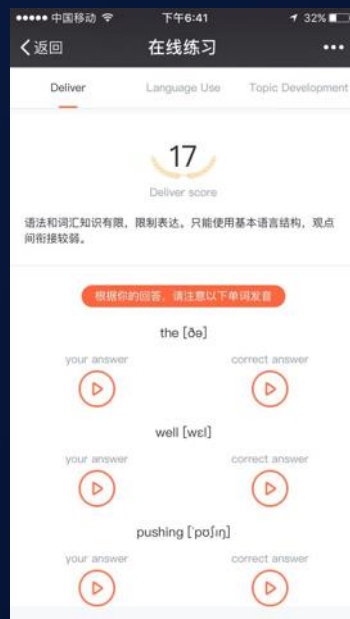 中国移动 下午6:41 32%
返回 在线练习
Deliver Language Use Topic Development
17
Deliver score
语法和词汇知识有限，限制表达。只能使用基本语言结构，观点
间衔接较弱。
根据你的回答，请注意以下单词发音
the [ðə]
your answer correct answer
well [wɛl]
your answer correct answer
pushing ['pʊʃɪŋ]
your answer correct answer